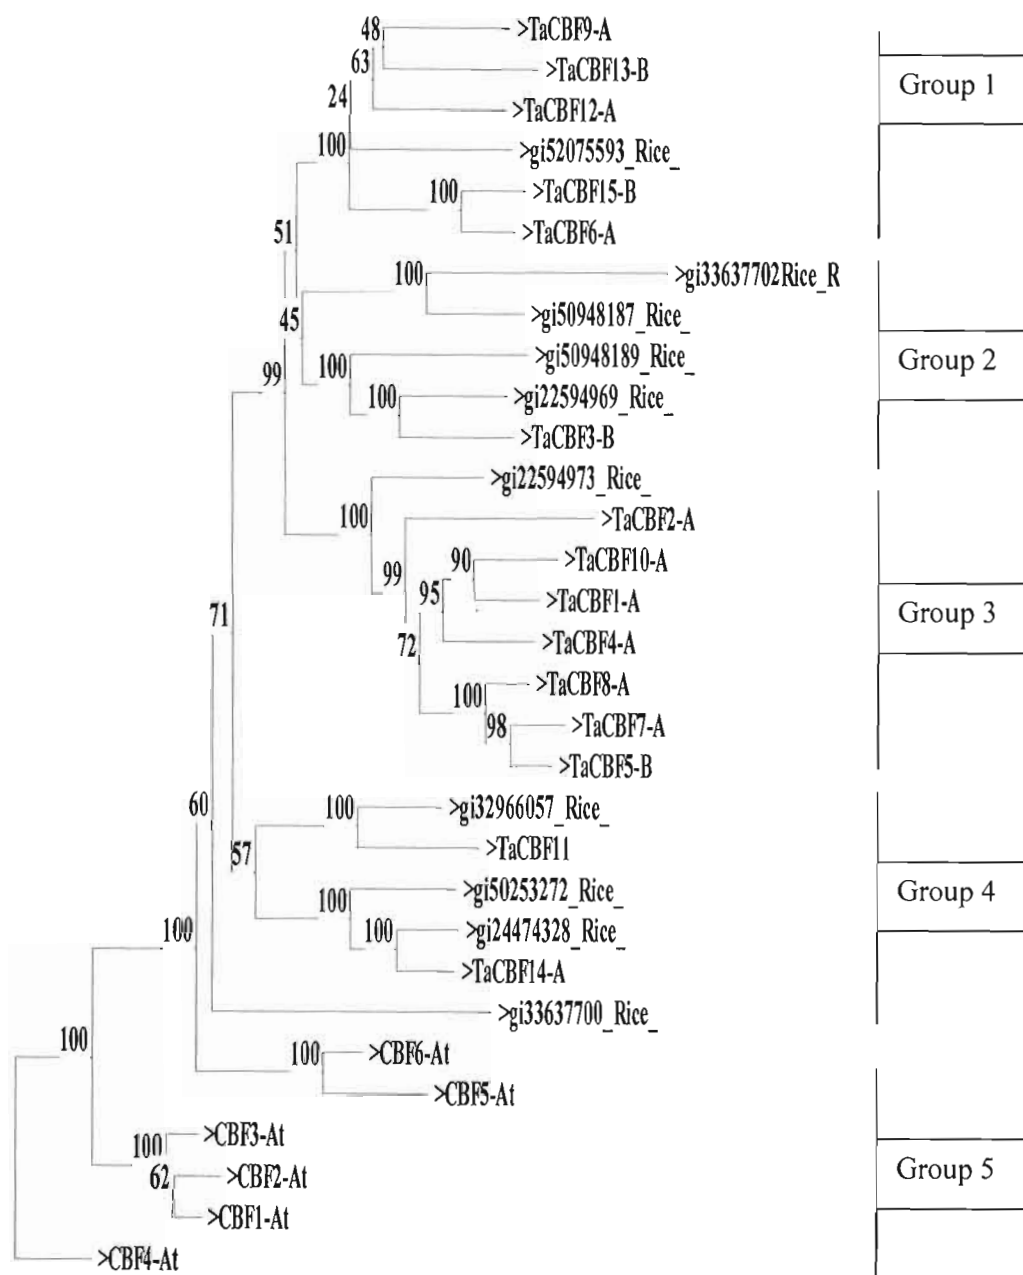 48
>TaCBF9-A
63
>TaCBF13-B
Group 1
24
>TaCBF12-A
100
>gi52075593_Rice_
100
>TaCBF15-B
>TaCBF6-A
51
100
>gi33637702Rice_R
45
>gi50948187_Rice_
>gi50948189_Rice_
Group 2
99
100
100
>gi22594969_Rice_
>TaCBF3-B
>gi22594973_Rice_
100
>TaCBF2-A
90
>TaCBF10-A
99
95
>TaCBF1-A
Group 3
71
72
>TaCBF4-A
100
>TaCBF8-A
98
>TaCBF7-A
>TaCBF5-B
60
100
>gi32966057_Rice_
57
>TaCBF11
100
>gi50253272_Rice_
Group 4
100
100
>gi24474328_Rice_
>TaCBF14-A
>gi33637700_Rice_
100
100
>CBF6-At
>CBF5-At
100
>CBF3-At
62
>CBF2-At
Group 5
>CBF1-At
>CBF4-At